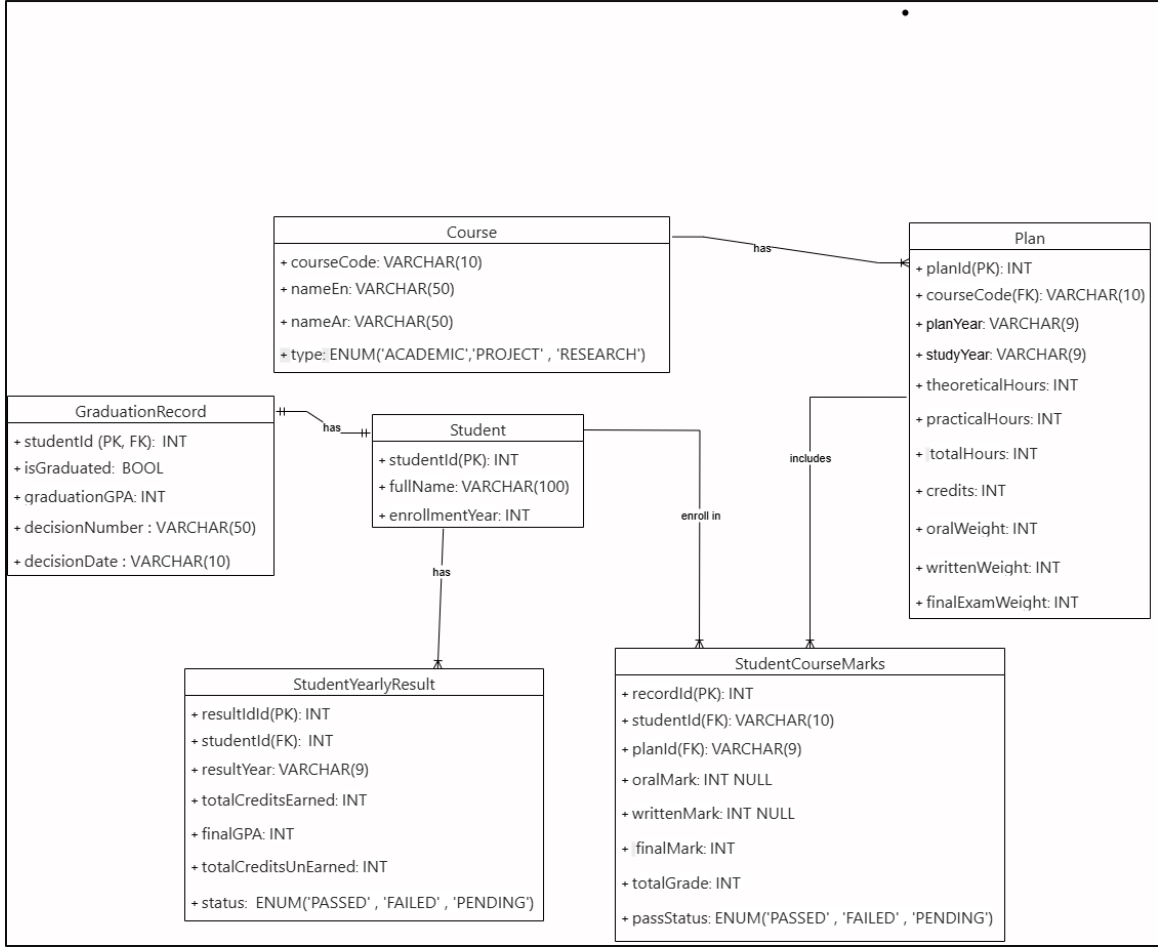 Course
+ courseCode: VARCHAR(10)
+ nameEn: VARCHAR(50)
+ nameAr: VARCHAR(50)
+ type: ENUM('ACADEMIC','PROJECT' , 'RESEARCH')
has
Plan
+ planId(PK): INT
+ courseCode(FK): VARCHAR(10)
+ planYear: VARCHAR(9)
+ studyYear: VARCHAR(9)
+ theoreticalHours: INT
+ practicalHours: INT
+ totalHours: INT
+ credits: INT
+ oralWeight: INT
+ writtenWeight: INT
+ finalExamWeight: INT
GraduationRecord
+ studentId (PK, FK): INT
+ isGraduated: BOOL
+ graduationGPA: INT
+ decisionNumber : VARCHAR(50)
+ decisionDate : VARCHAR(10)
has
Student
+ studentId(PK): INT
+ fullName: VARCHAR(100)
+ enrollmentYear: INT
includes
enroll in
has
StudentYearlyResult
+ resultIdId(PK): INT
+ studentId(FK): INT
+ resultYear: VARCHAR(9)
+ totalCreditsEarned: INT
+ finalGPA: INT
+ totalCreditsUnEarned: INT
+ status: ENUM('PASSED' , 'FAILED' , 'PENDING')
StudentCourseMarks
+ recordId(PK): INT
+ studentId(FK): VARCHAR(10)
+ planId(FK): VARCHAR(9)
+ oralMark: INT NULL
+ writtenMark: INT NULL
+ finalMark: INT
+ totalGrade: INT
+ passStatus: ENUM('PASSED' , 'FAILED' , 'PENDING')